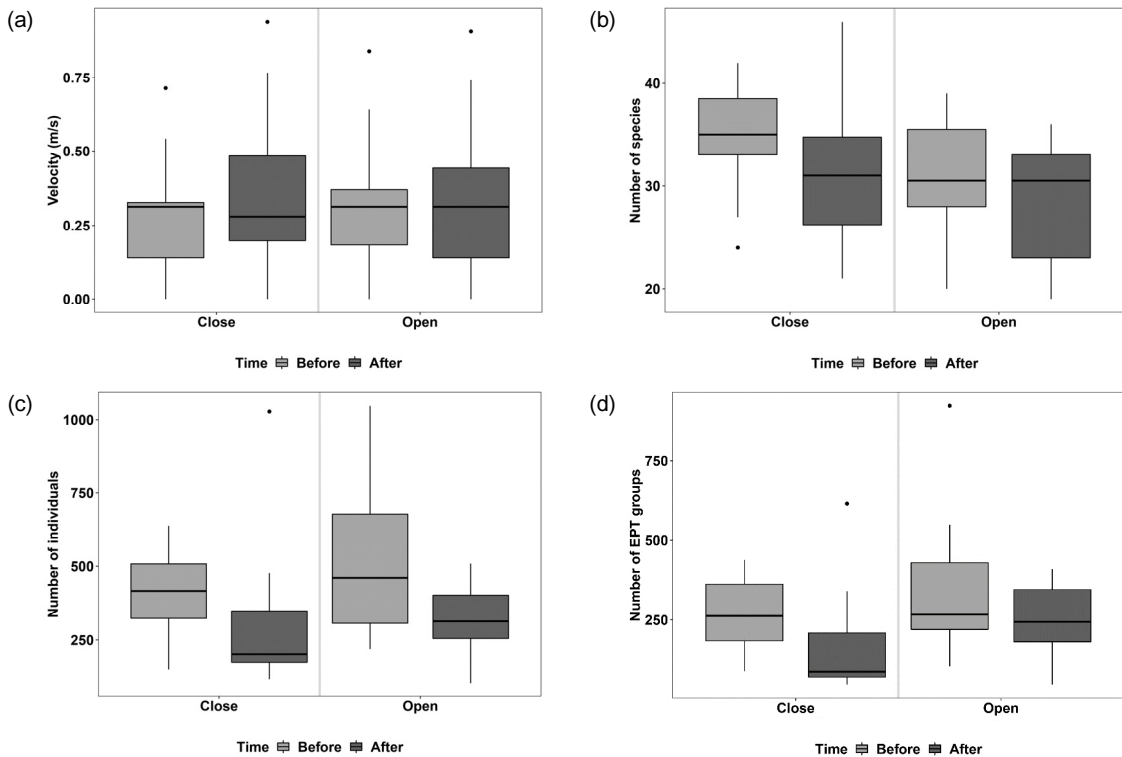 (a)
Velocity (m/s)
0.75
0.50
0.25
0.00
Close Open
Time Before After
(b)
Number of species
40
30
20
Close Open
Time Before After
(c)
Number of individuals
1000
750
500
250
Close Open
Time Before After
(d)
Number of EPT groups
750
500
250
Close Open
Time Before After